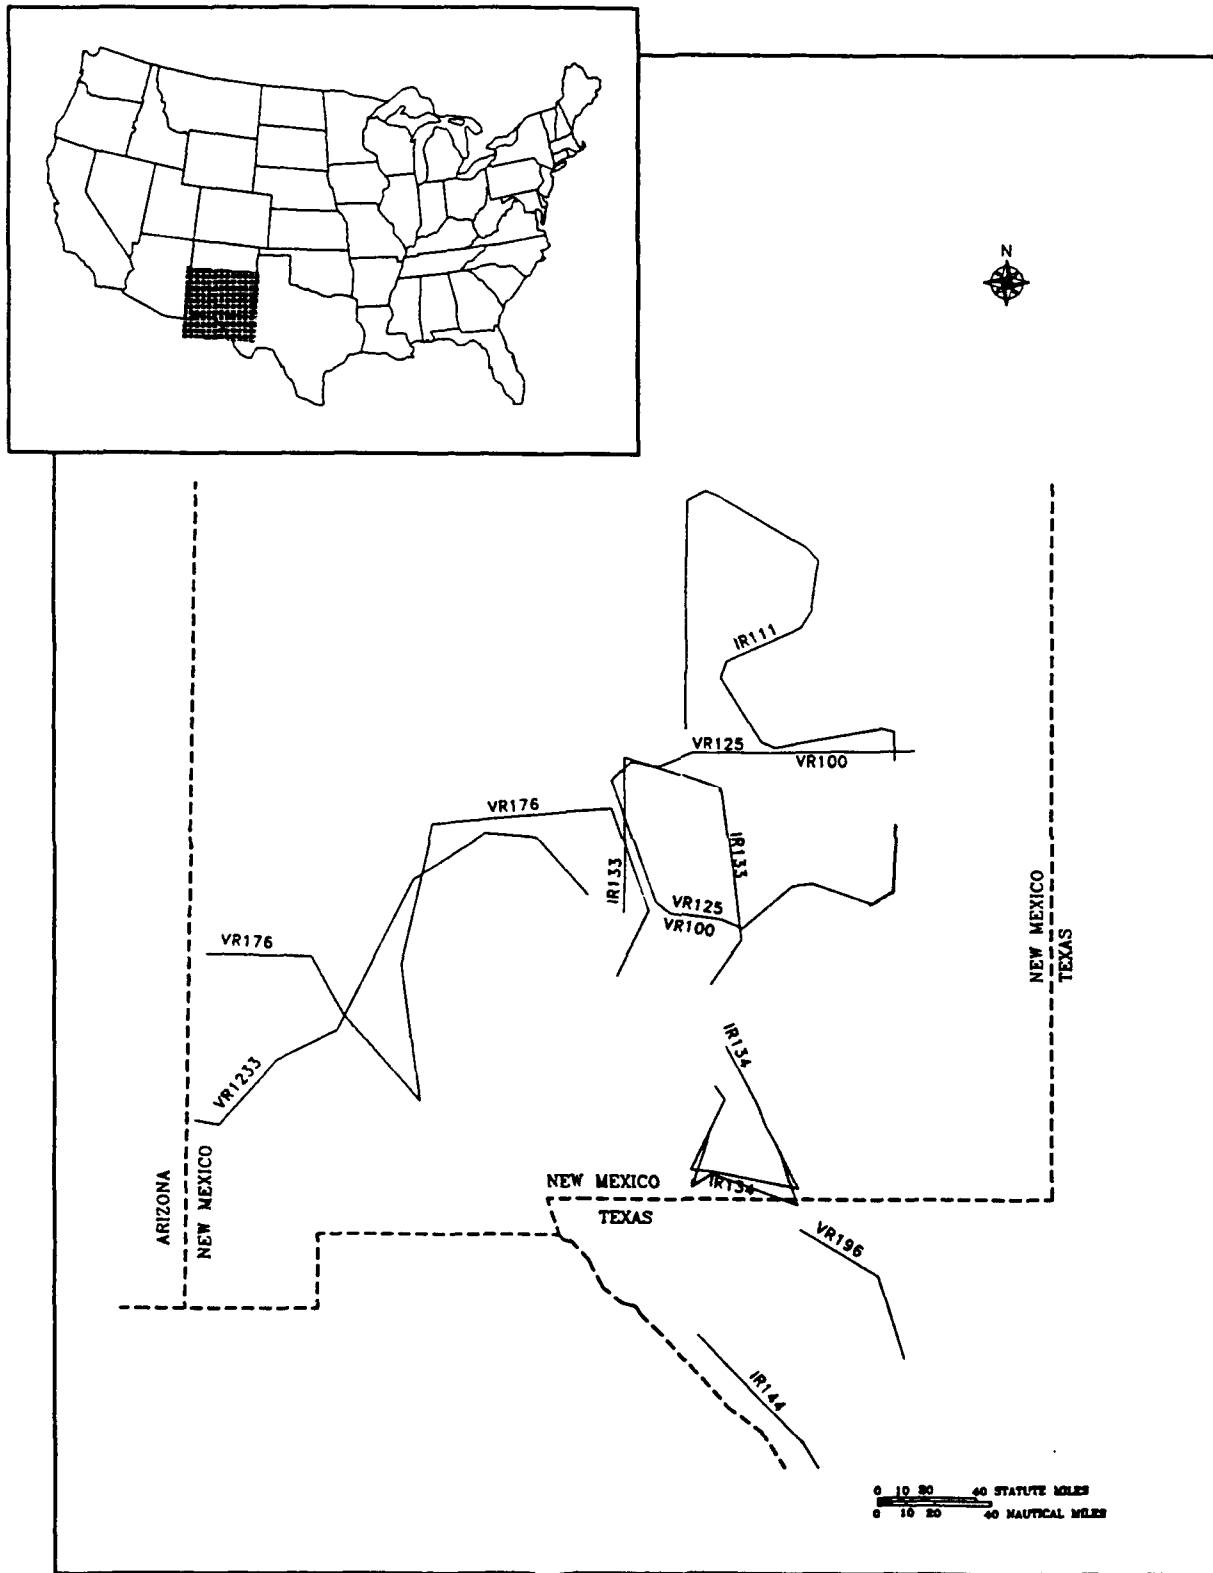 N
IR111
VR125
VR100
VR176
IR133
IR133
VR125
VR100
VR176
NEW MEXICO
TEXAS
IR134
VR1233
ARIZONA
NEW MEXICO
NEW MEXICO
TEXAS
IR134
VR196
IR144
0 10 20 40 STATUTE MILES
0 10 20 40 NAUTICAL MILES